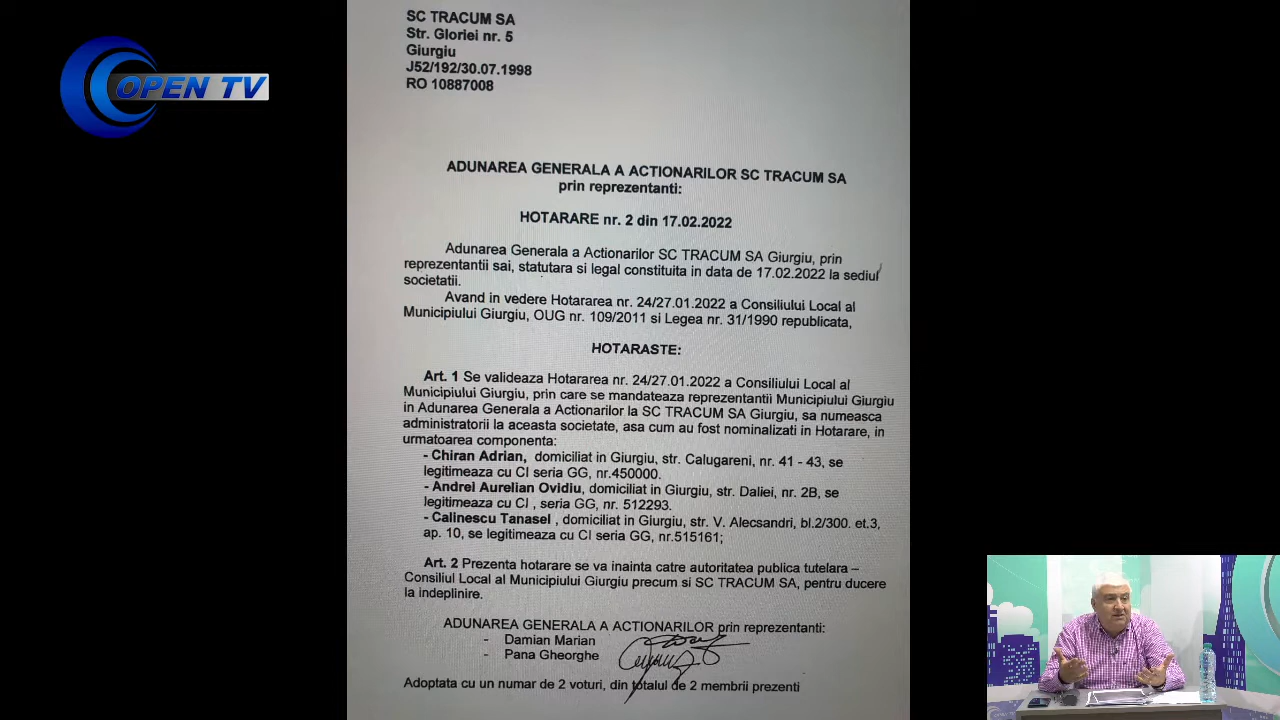 OPEN TV
SC TRACUM SA
Str. Gloriei nr. 5
Giurgiu
J52/192/30.07.1998
RO 10887008
ADUNAREA GENERALA A ACTIONARILOR SC TRACUM SA
prin reprezentanti:
HOTARARE nr. 2 din 17.02.2022
Adunarea Generala a Actionarilor SC TRACUM SA Giurgiu, prin
reprezentantii sai, statutara si legal constituita in data de 17.02.2022 la sediul
societatii.
Avand in vedere Hotararea nr. 24/27.01.2022 a Consiliului Local al
Municipiului Giurgiu, OUG nr. 109/2011 si Legea nr. 31/1990 republicata,
HOTARASTE:
Art. 1 Se valideaza Hotararea nr. 24/27.01.2022 a Consiliului Local al
Municipiului Giurgiu, prin care se mandateaza reprezentantii Municipiului Giurgiu
in Adunarea Generala a Actionarilor la SC TRACUM SA Giurgiu, sa numeasca
administratorii la aceasta societate, asa cum au fost nominalizati in Hotarare, in
urmatoarea componenta:
- Chiran Adrian, domiciliat in Giurgiu, str. Calugareni, nr. 41 - 43, se
legitimeaza cu CI seria GG, nr.450000.
- Andrei Aurelian Ovidiu, domiciliat in Giurgiu, str. Daliei, nr. 2B, se
legitimeaza cu CI , seria GG, nr. 512293.
- Calinescu Tanasel , domiciliat in Giurgiu, str. V. Alecsandri, bl.2/300. et.3,
ap. 10, se legitimeaza cu CI seria GG, nr.515161;
Art. 2 Prezenta hotarare se va inainta catre autoritatea publica tutelara –
Consiliul Local al Municipiului Giurgiu precum si SC TRACUM SA, pentru ducere
la indeplinire.
ADUNAREA GENERALA A ACTIONARILOR prin reprezentanti:
- Damian Marian
- Pana Gheorghe
Adoptata cu un numar de 2 voturi, din totalul de 2 membrii prezenti